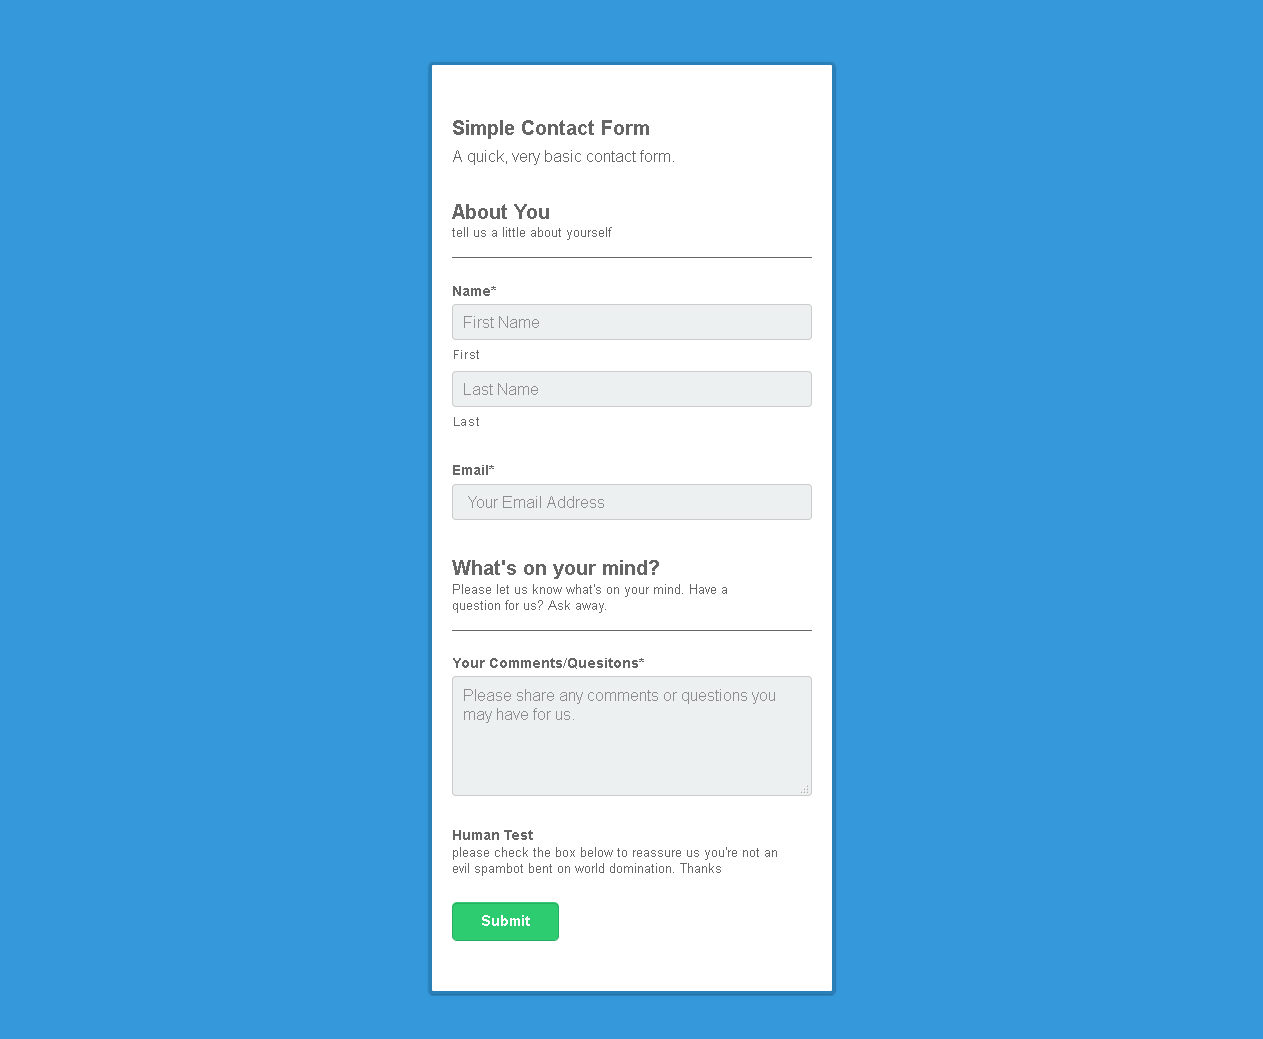 Simple Contact Form
A quick, very basic contact form.
About You
tell us a little about yourself
Name*
First Name
First
Last Name
Last
Email*
Your Email Address
What's on your mind?
Please let us know what's on your mind. Have a
question for us? Ask away.
Your Comments/Quesitons*
Please share any comments or questions you
may have for us.
Human Test
please check the box below to reassure us you're not an
evil spambot bent on world domination. Thanks
Submit